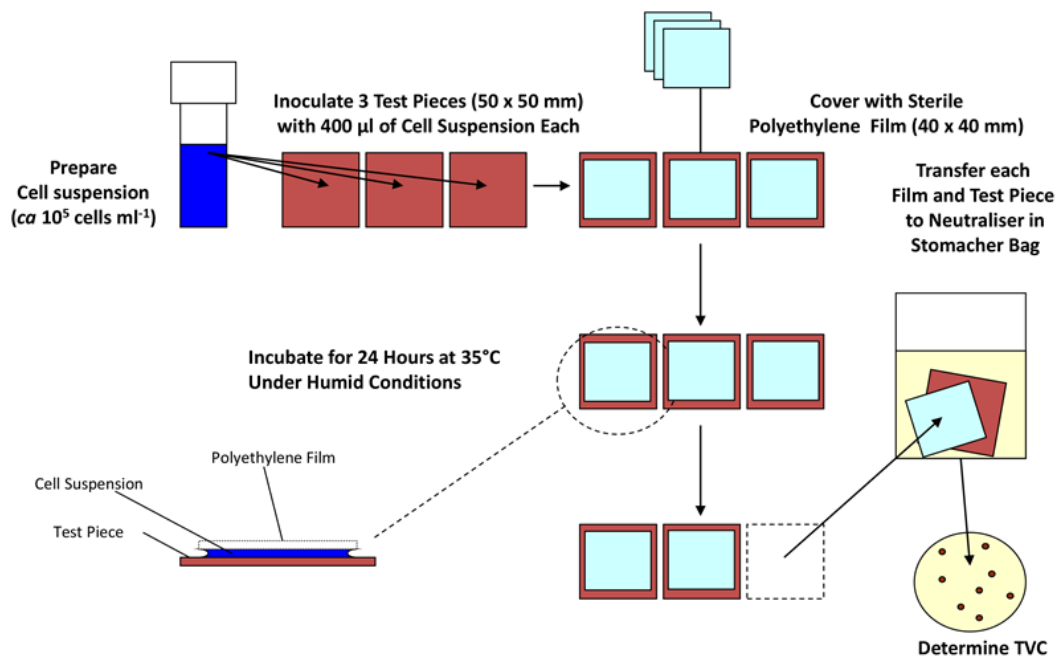 Prepare
Cell suspension
(ca 10⁵ cells ml⁻¹)
Inoculate 3 Test Pieces (50 x 50 mm)
with 400 µl of Cell Suspension Each
Cover with Sterile
Polyethylene Film (40 x 40 mm)
Transfer each
Film and Test Piece
to Neutraliser in
Stomacher Bag
Incubate for 24 Hours at 35°C
Under Humid Conditions
Polyethylene Film
Cell Suspension
Test Piece
Determine TVC